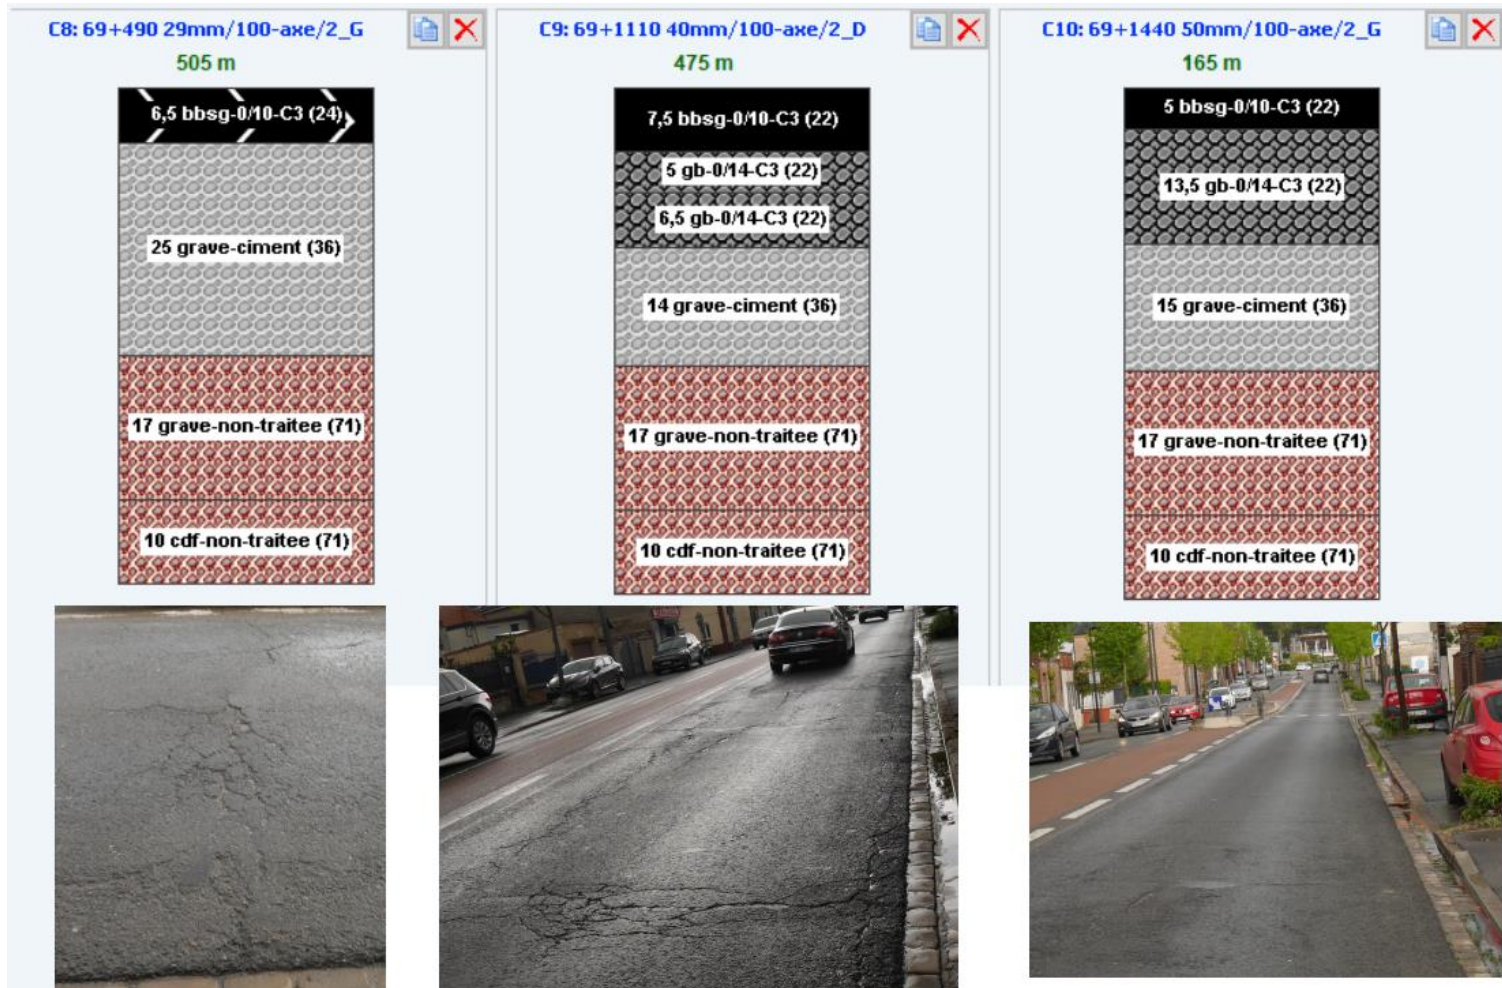 C8: 69+490 29mm/100-axe/2_G
505 m
6,5 bbsg-0/10-C3 (24)
25 grave-ciment (36)
17 grave-non-traitee (71)
10 cdf-non-traitee (71)
C9: 69+1110 40mm/100-axe/2_D
475 m
7,5 bbsg-0/10-C3 (22)
5 gb-0/14-C3 (22)
6,5 gb-0/14-C3 (22)
14 grave-ciment (36)
17 grave-non-traitee (71)
10 cdf-non-traitee (71)
C10: 69+1440 50mm/100-axe/2_G
165 m
5 bbsg-0/10-C3 (22)
13,5 gb-0/14-C3 (22)
15 grave-ciment (36)
17 grave-non-traitee (71)
10 cdf-non-traitee (71)